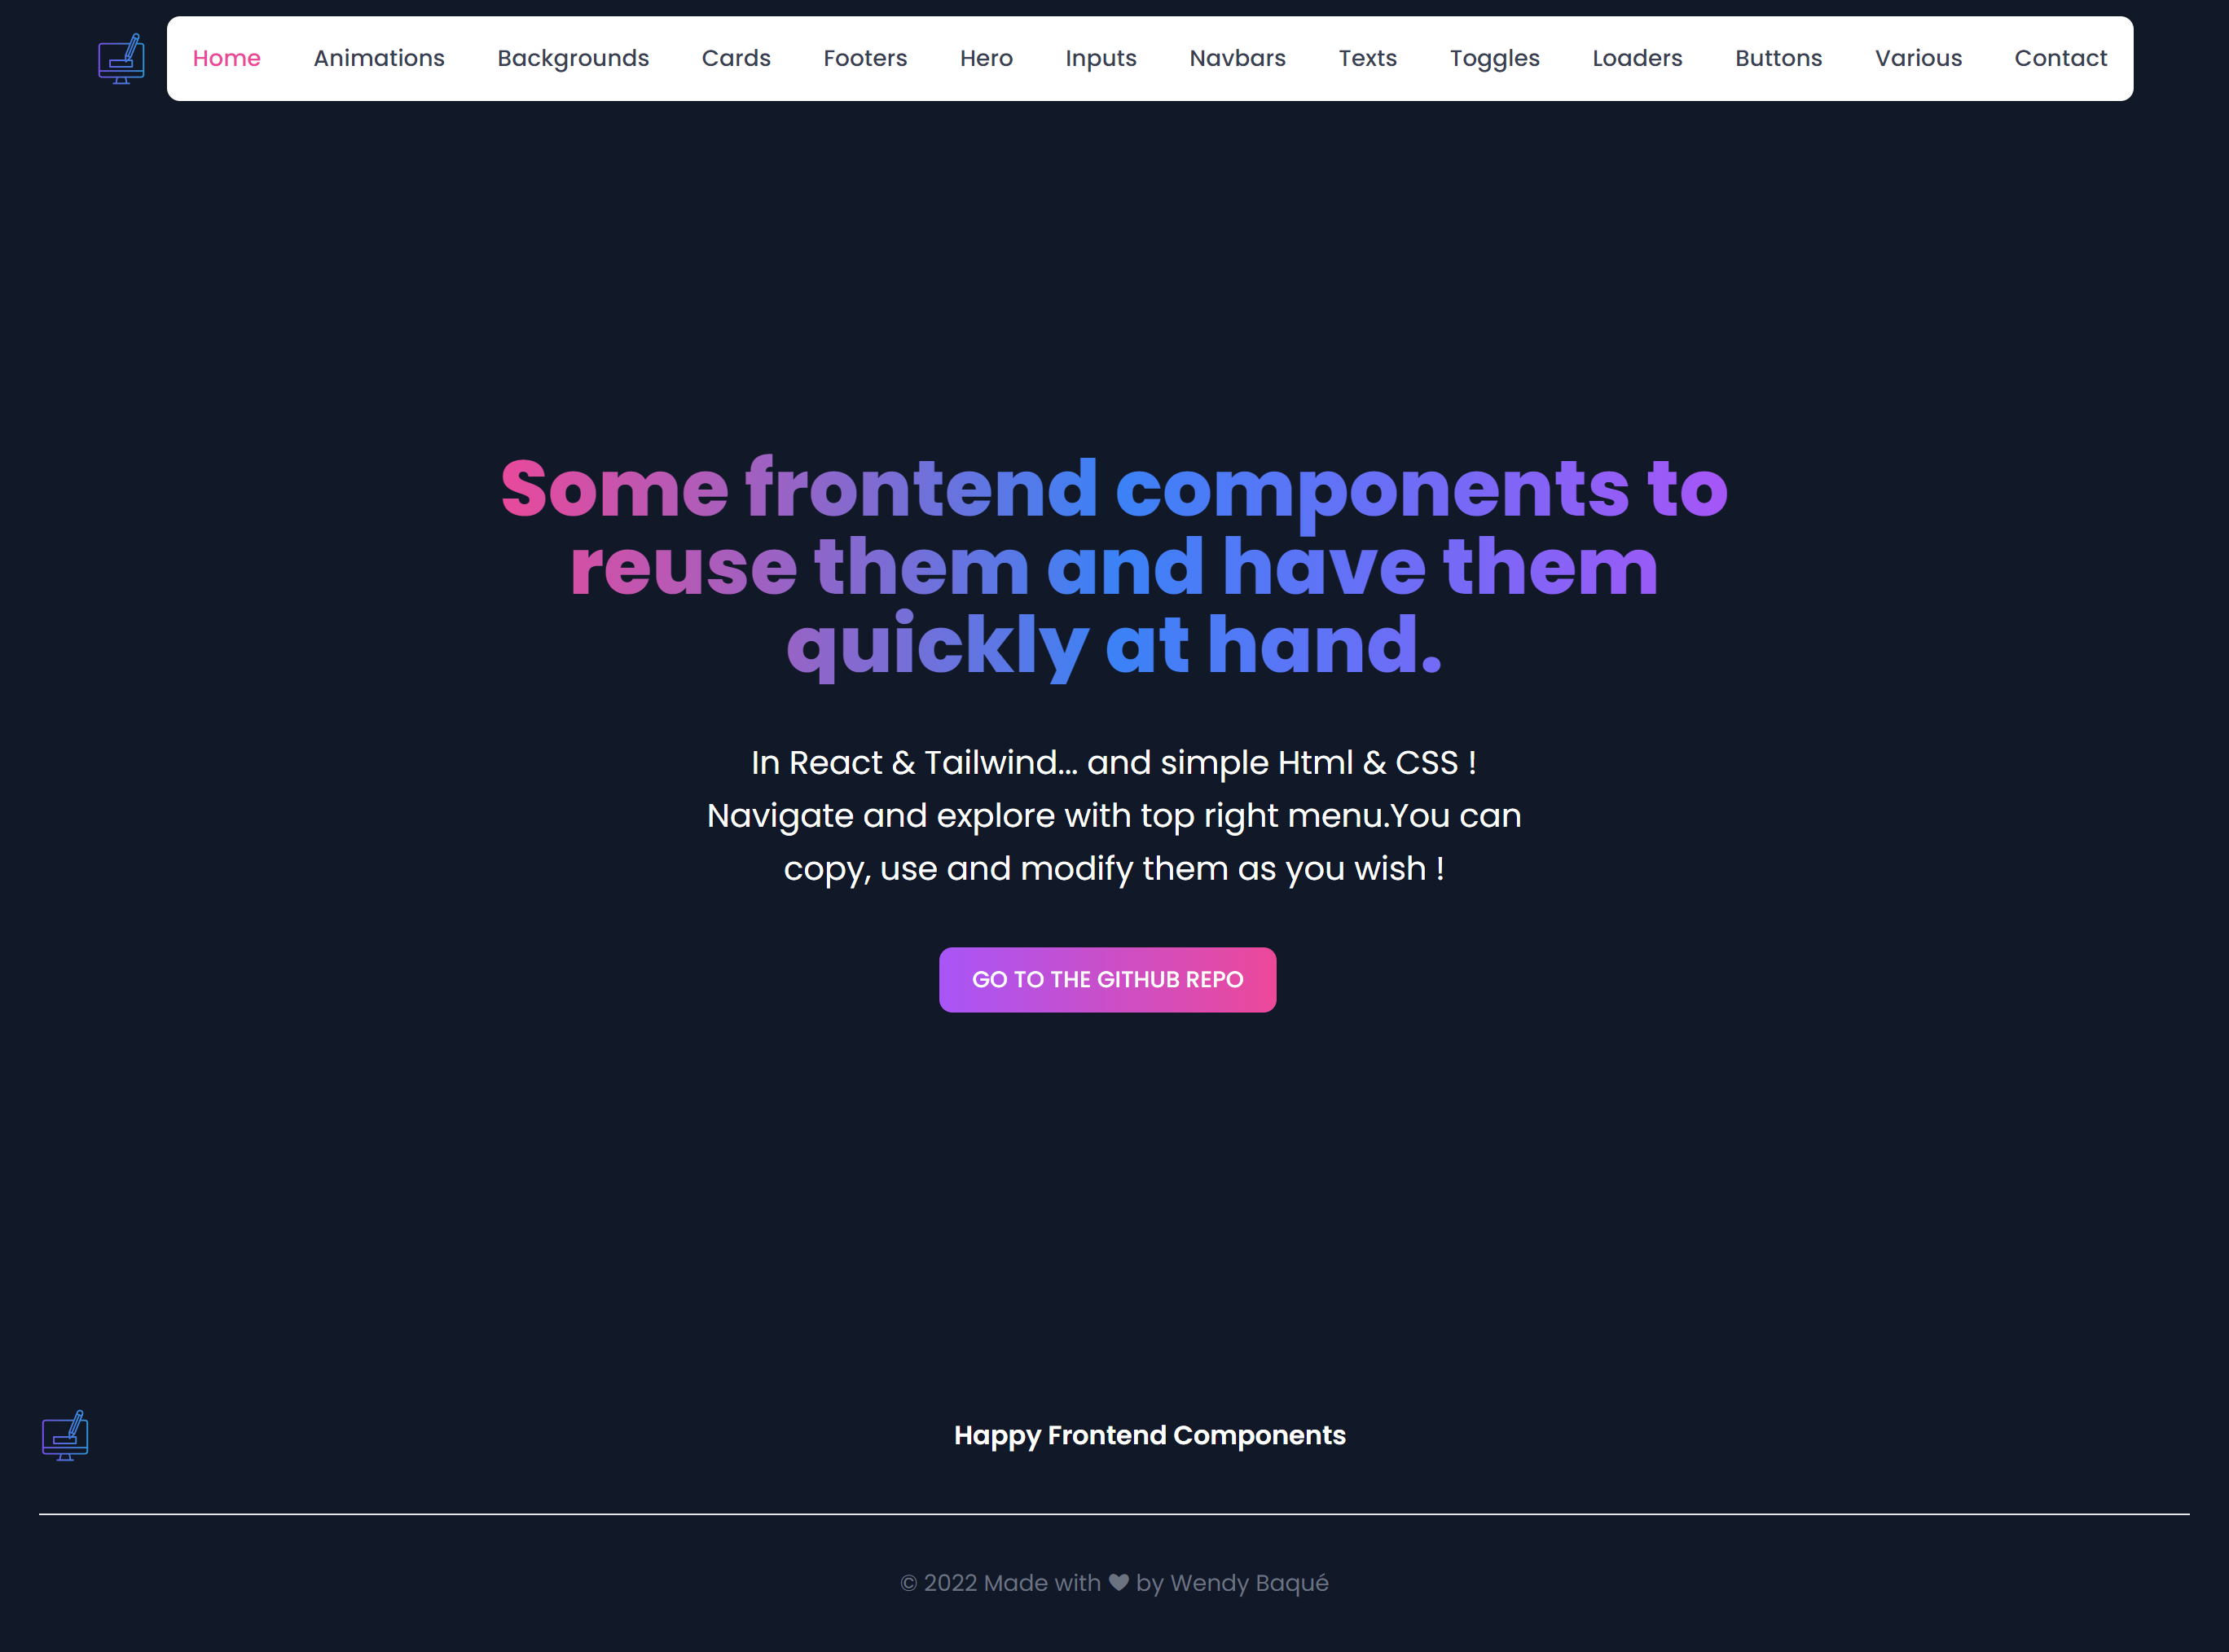 Home Animations Backgrounds Cards Footers Hero Inputs Navbars Texts Toggles Loaders Buttons Various Contact
Some frontend components to
reuse them and have them
quickly at hand.
In React & Tailwind... and simple Html & CSS !
Navigate and explore with top right menu.You can
copy, use and modify them as you wish !
GO TO THE GITHUB REPO
Happy Frontend Components
© 2022 Made with ♥ by Wendy Baqué